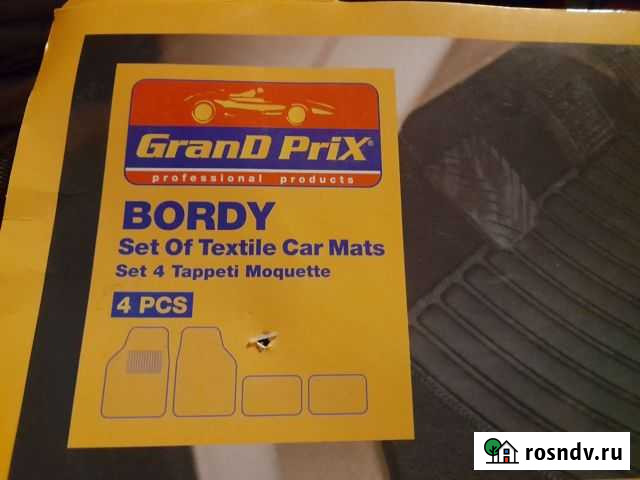 GranD PriX®
professional products
BORDY
Set Of Textile Car Mats
Set 4 Tappeti Moquette
4 PCS
rosndv.ru